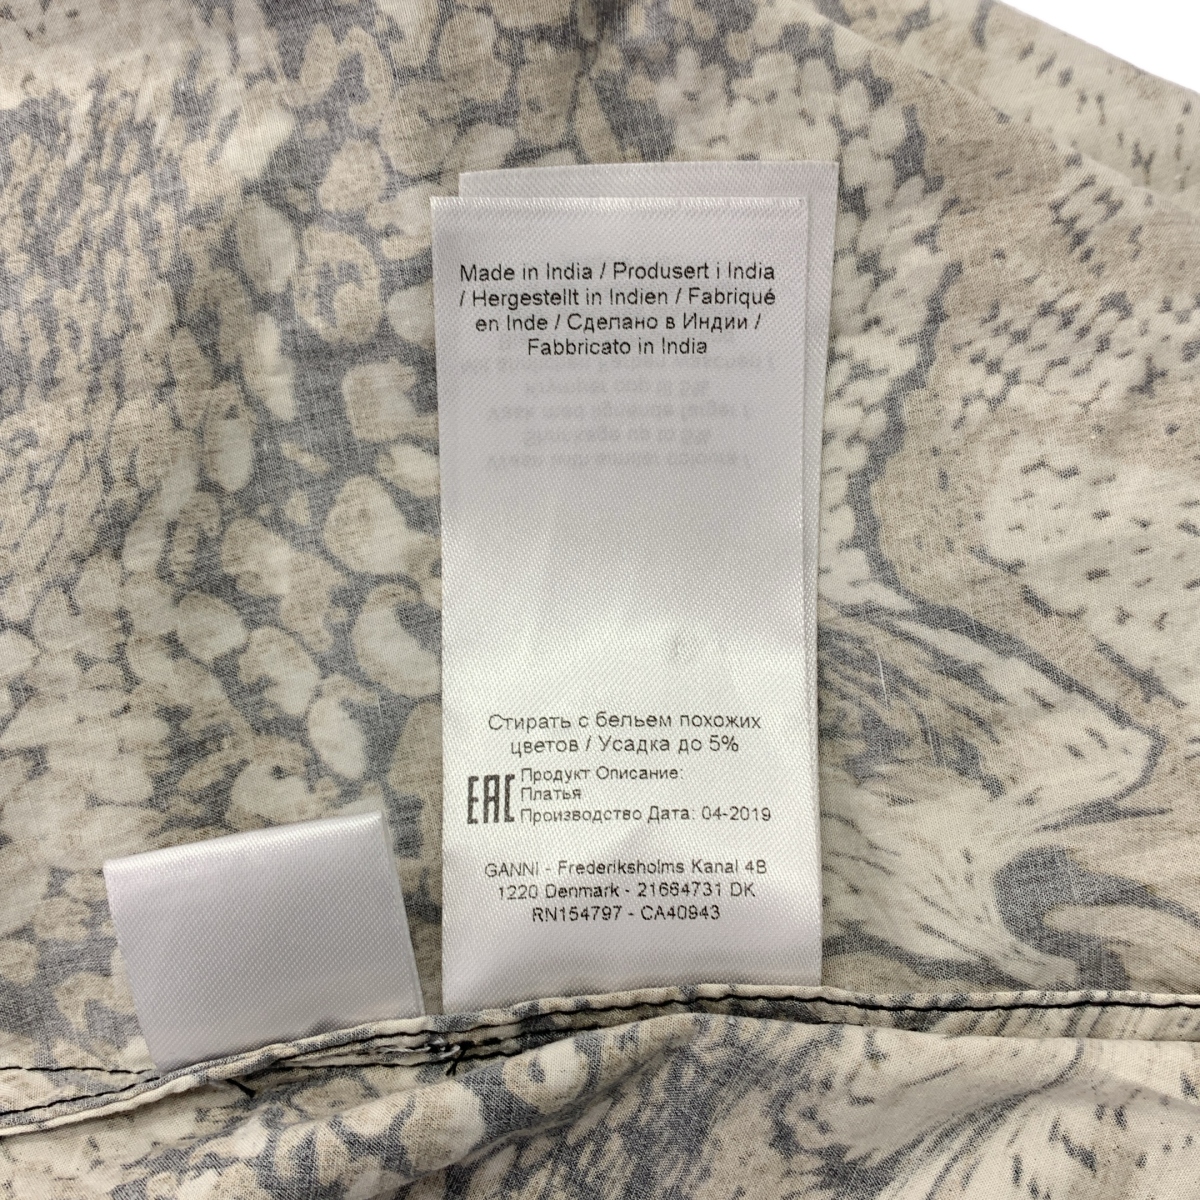 Made in India / Produsert i India
/ Hergestellt in Indien / Fabriqué
en Inde / Сделано в Индии /
Fabbricato in India
Стирать с бельем похожих
цветов / Усадка до 5%
EAC
Продукт Описание:
Платья
Производство Дата: 04-2019
GANNI - Frederiksholms Kanal 4B
1220 Denmark - 21664731 DK
RN154797 - CA40943